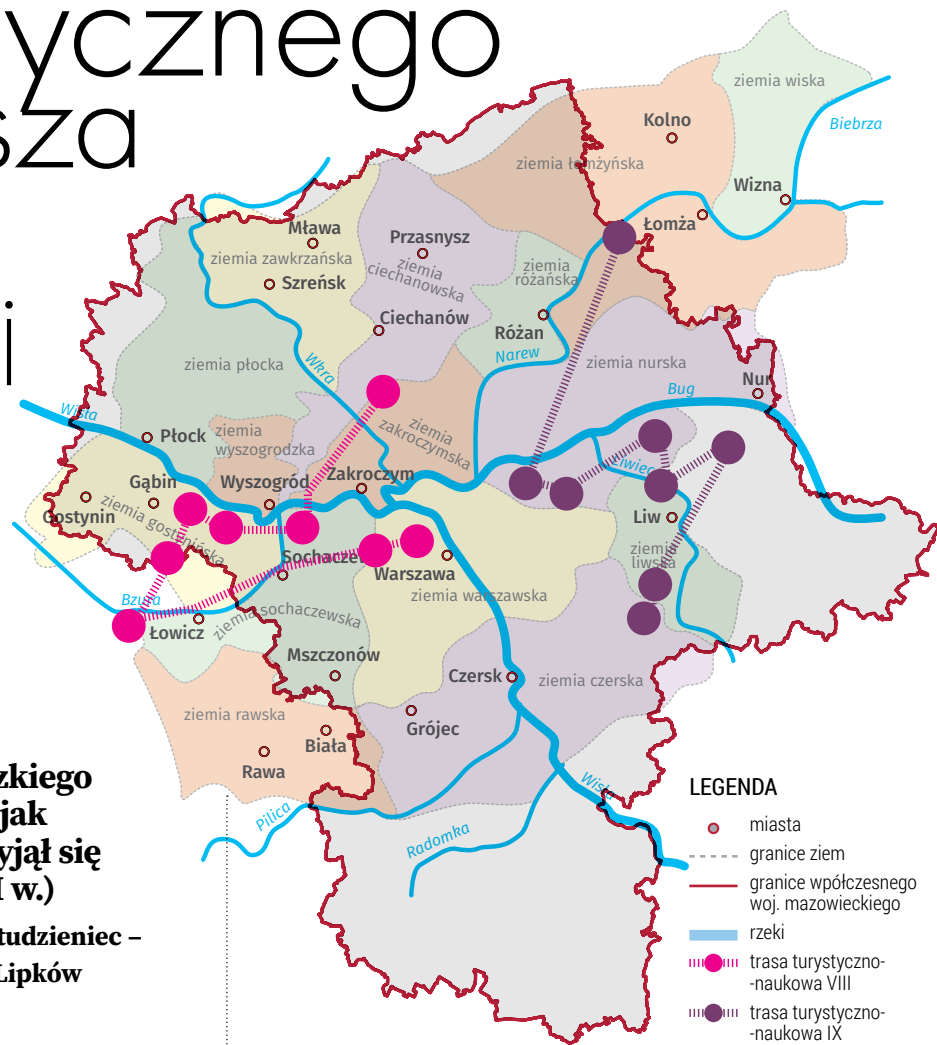 ycznego
sza
i
ziemia wiska
Kolno
Biebrza
ziemia łomżyńska
Wizna
Łomża
Mława
Przasnysz
ziemia zawkrzańska
ziemia
ciechanowska
ziemia
różańska
Szreńsk
Ciechanów
Różan
Narew
ziemia nurska
Wkra
ziemia płocka
Nur
Bug
Wisła
Płock
ziemia
wyszogrodzka
ziemia
zakroczymska
Liwiec
Gąbin
Wyszogród
Zakroczym
Gostynin
ziemia gostynińska
Liw
Sochaczew
Warszawa
ziemia
liwska
ziemia warszawska
Bzura
Łowicz
ziemia sochaczewska
Mszczonów
Czersk
ziemia czerska
ziemia rawska
Grójec
Biała
Rawa
zkiego
jak
yjął się
I w.)
tudzieniec –
Lipków
Pilica
Radomka
Wisła
LEGENDA
miasta
granice ziem
granice wpółczesnego
woj. mazowieckiego
rzeki
trasa turystyczno-
-naukowa VIII
trasa turystyczno-
-naukowa IX